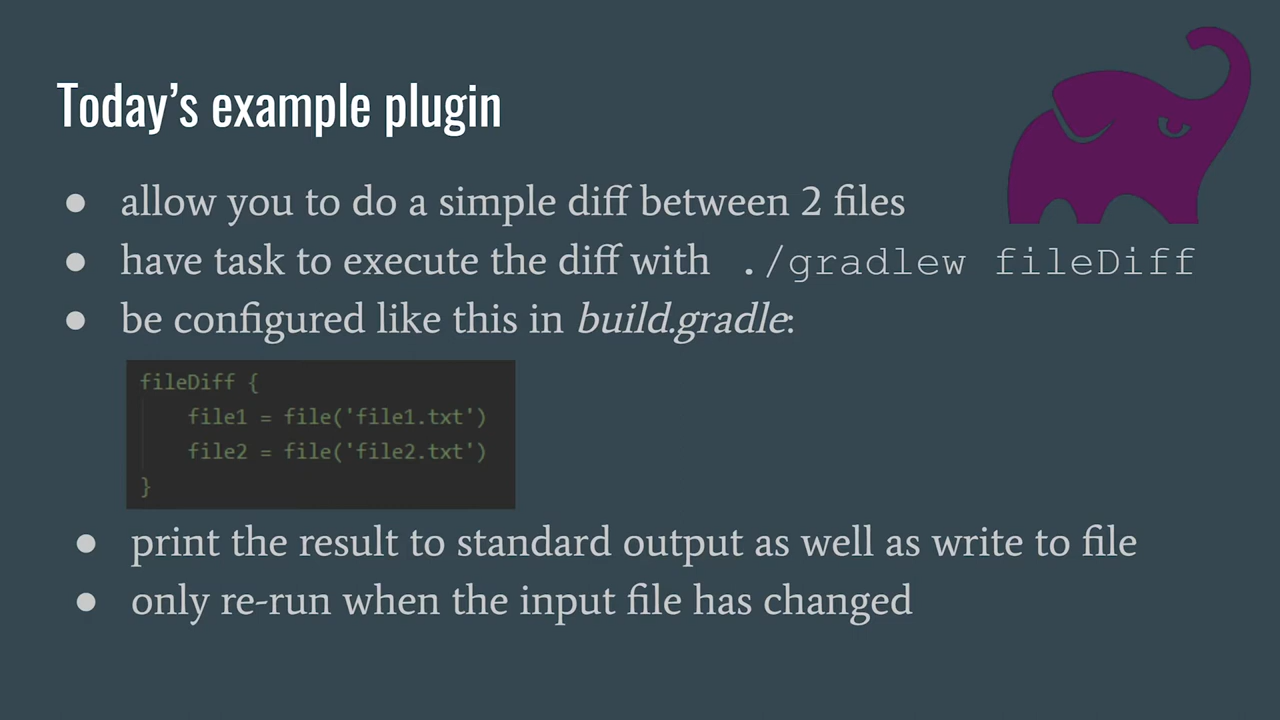 Today’s example plugin
● allow you to do a simple diff between 2 files
● have task to execute the diff with ./gradlew fileDiff
● be configured like this in build.gradle:
fileDiff {
    file1 = file('file1.txt')
    file2 = file('file2.txt')
}
● print the result to standard output as well as write to file
● only re-run when the input file has changed